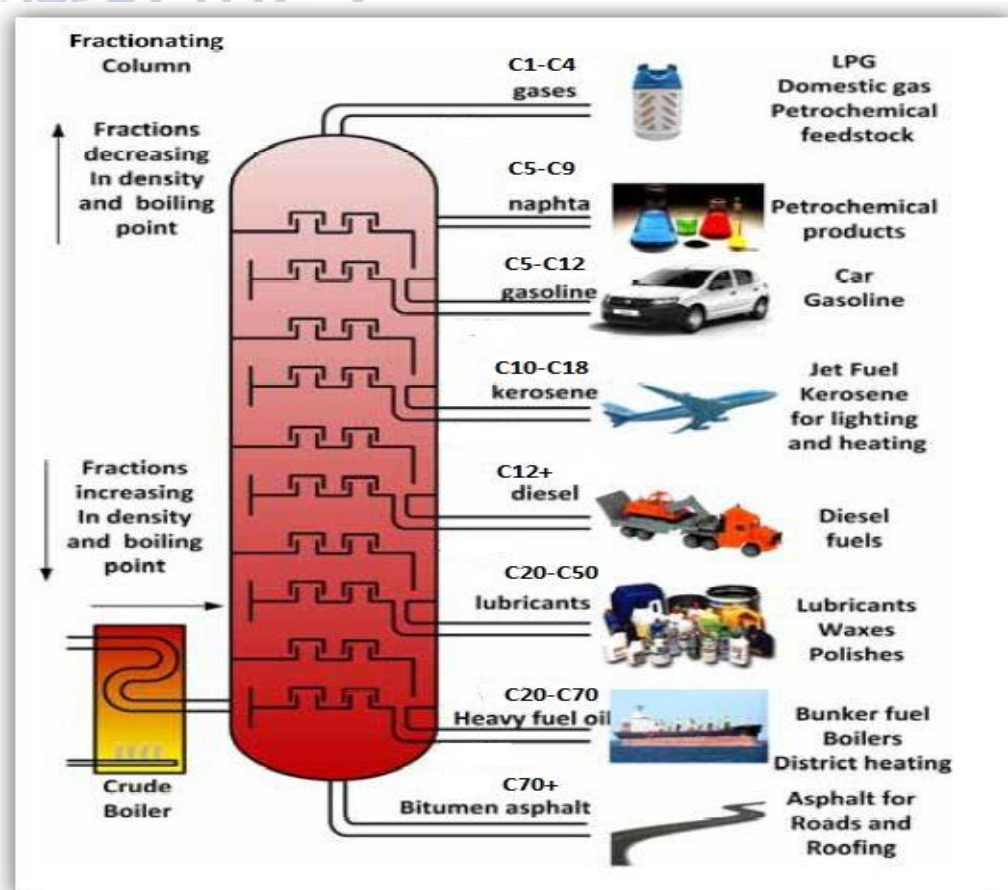 Fractionating
Column
Fractions
decreasing
In density
and boiling
point
Fractions
increasing
In density
and boiling
point
Crude
Boiler
C1-C4
gases
LPG
Domestic gas
Petrochemical
feedstock
C5-C9
naphta
Petrochemical
products
C5-C12
gasoline
Car
Gasoline
C10-C18
kerosene
Jet Fuel
Kerosene
for lighting
and heating
C12+
diesel
Diesel
fuels
C20-C50
lubricants
Lubricants
Waxes
Polishes
C20-C70
Heavy fuel oil
Bunker fuel
Boilers
District heating
C70+
Bitumen asphalt
Asphalt for
Roads and
Roofing